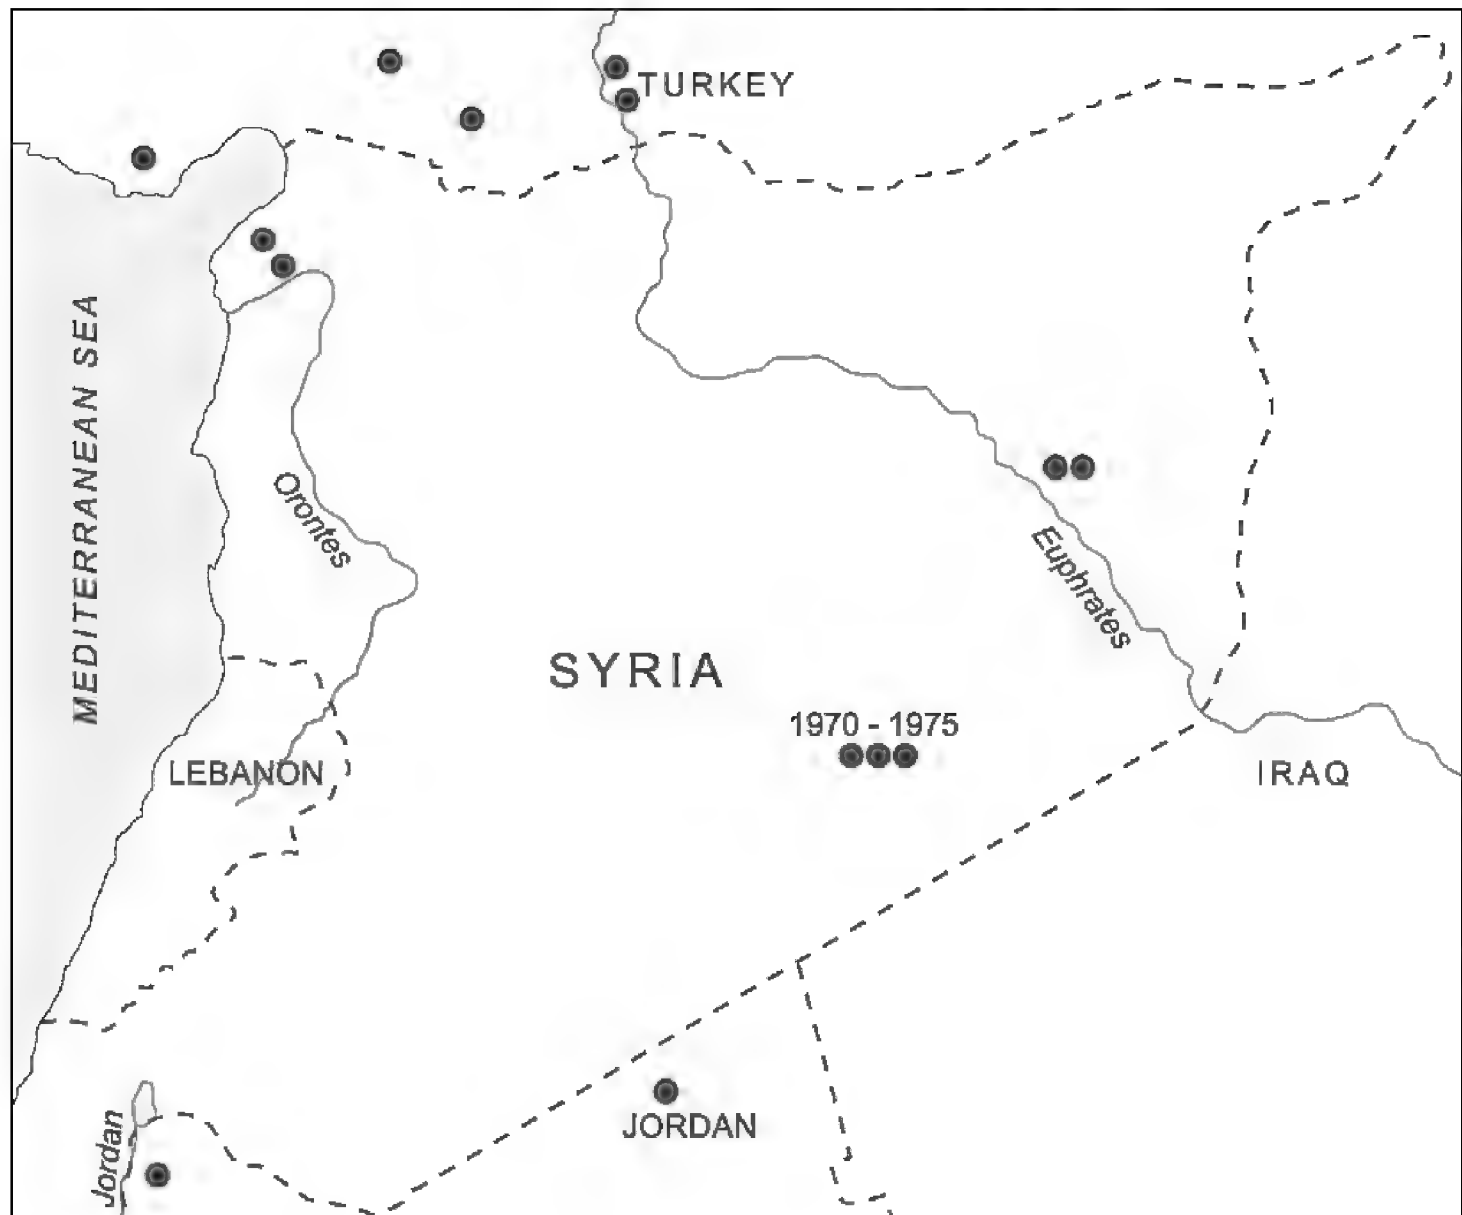 TURKEY
MEDITERRANEAN SEA
Orontes
Euphrates
SYRIA
1970 - 1975
LEBANON
IRAQ
JORDAN
Jordan